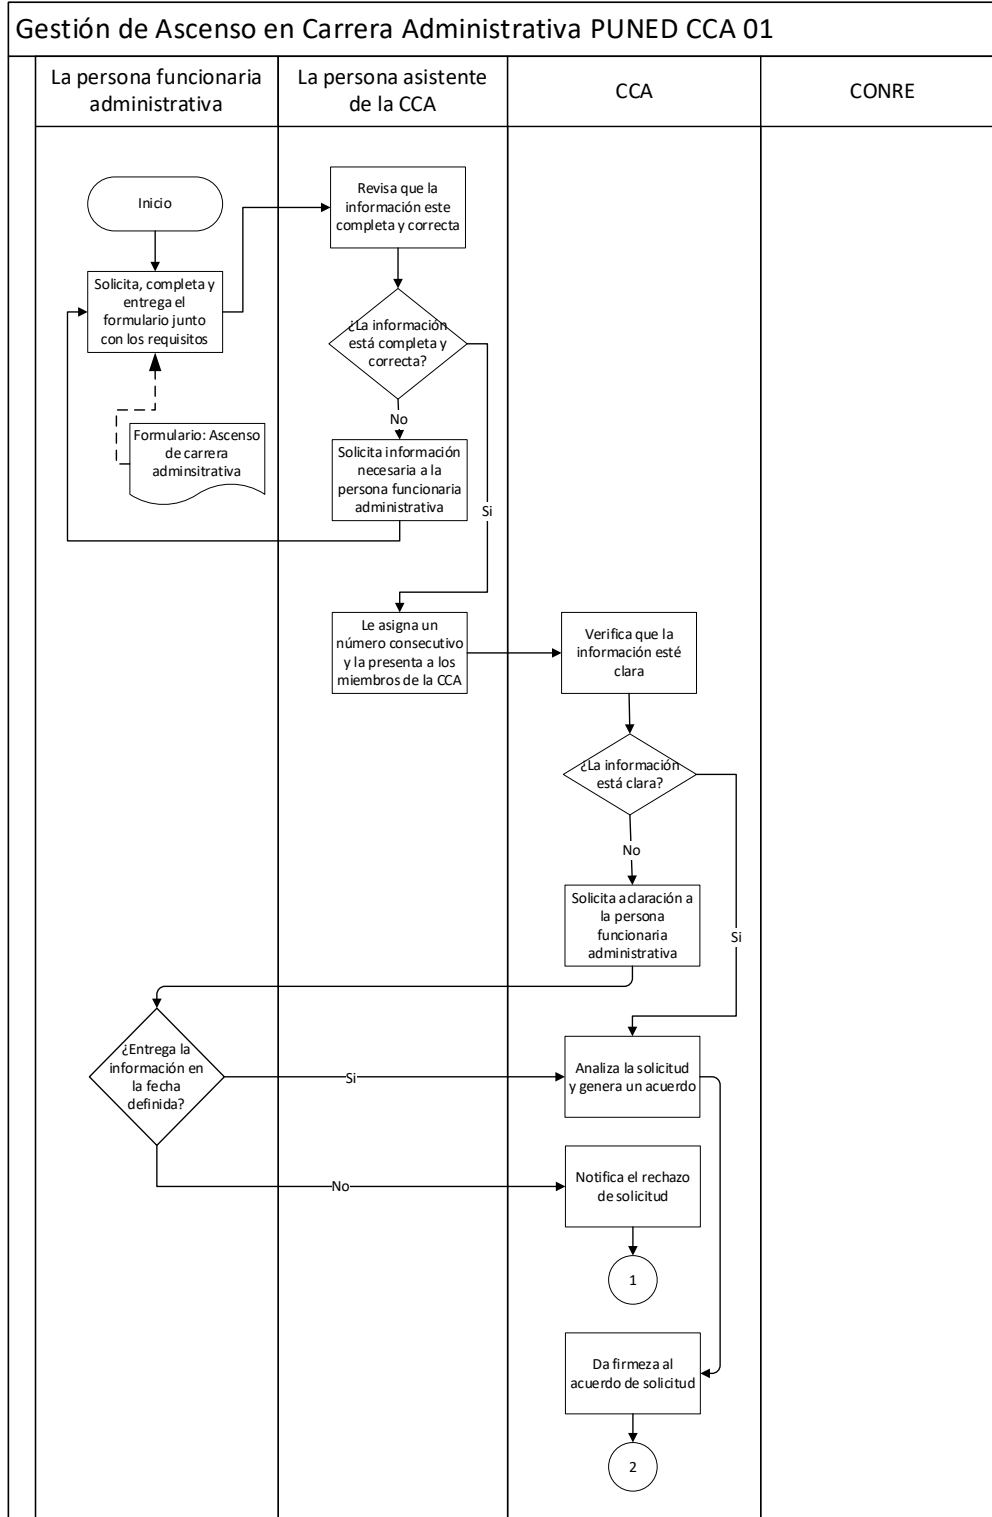 Gestión de Ascenso en Carrera Administrativa PUNED CCA 01
La persona funcionaria
administrativa
La persona asistente
de la CCA
CCA
CONRE
Inicio
Solicita, completa y
entrega el
formulario junto
con los requisitos
Formulario: Ascenso
de carrera
adminsitrativa
Revisa que la
información este
completa y correcta
¿La información
está completa y
correcta?
No
Solicita información
necesaria a la
persona funcionaria
administrativa
Si
Le asigna un
número consecutivo
y la presenta a los
miembros de la CCA
Verifica que la
información esté
clara
¿La información
está clara?
No
Solicita aclaración a
la persona
funcionaria
administrativa
Si
¿Entrega la
información en
la fecha
definida?
Si
Analiza la solicitud
y genera un acuerdo
No
Notifica el rechazo
de solicitud
1
Da firmeza al
acuerdo de solicitud
2